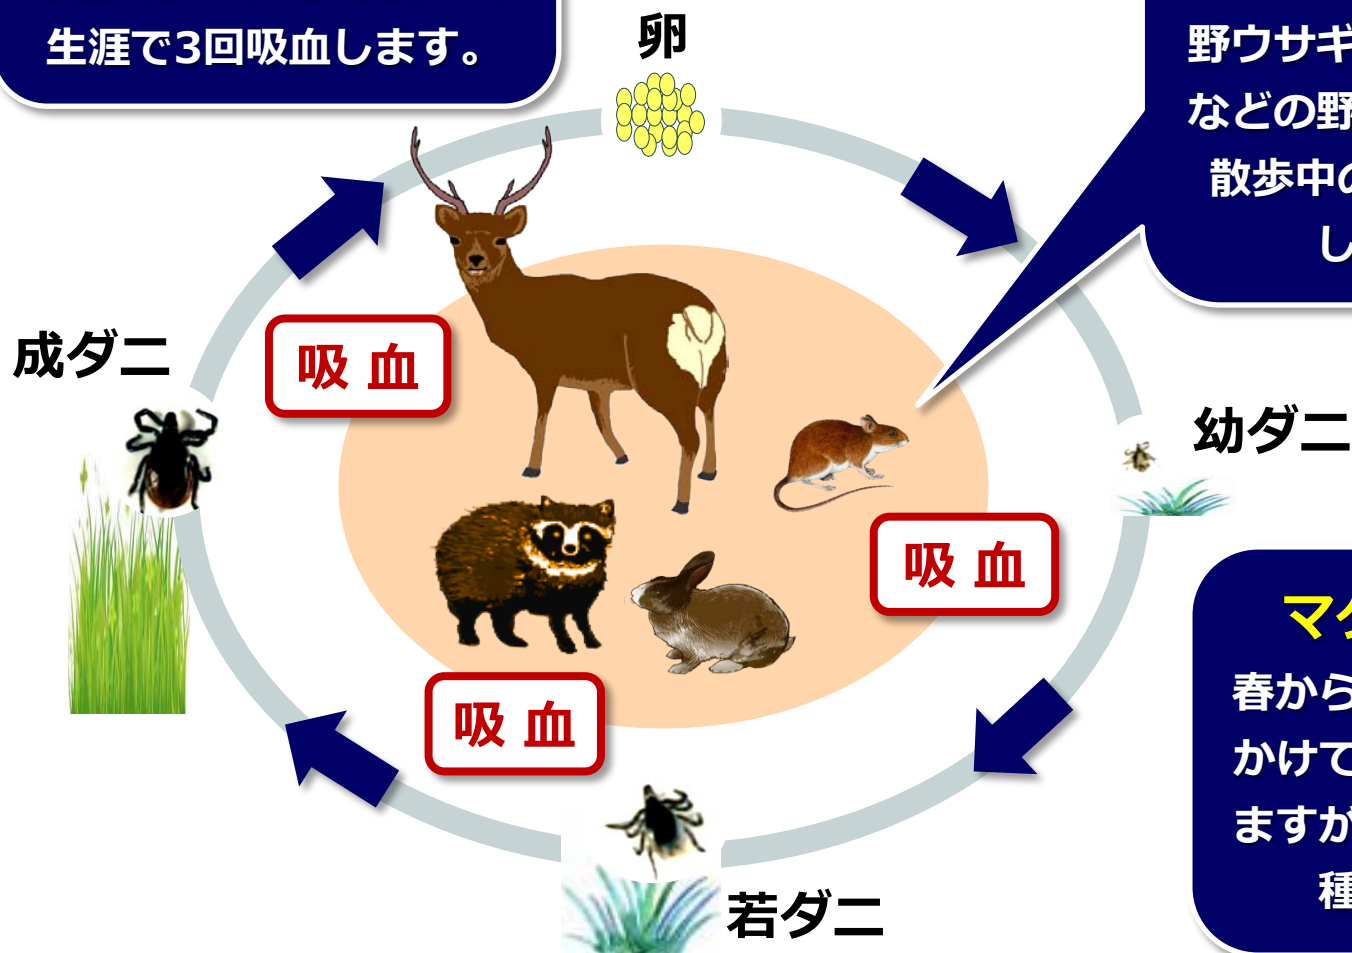 生涯で3回吸血します。
卵
野ウサギ
などの野
散歩中の
し
吸 血
成ダニ
幼ダニ
吸 血
マダ
春から
かけて
ますが
種
吸 血
若ダニ